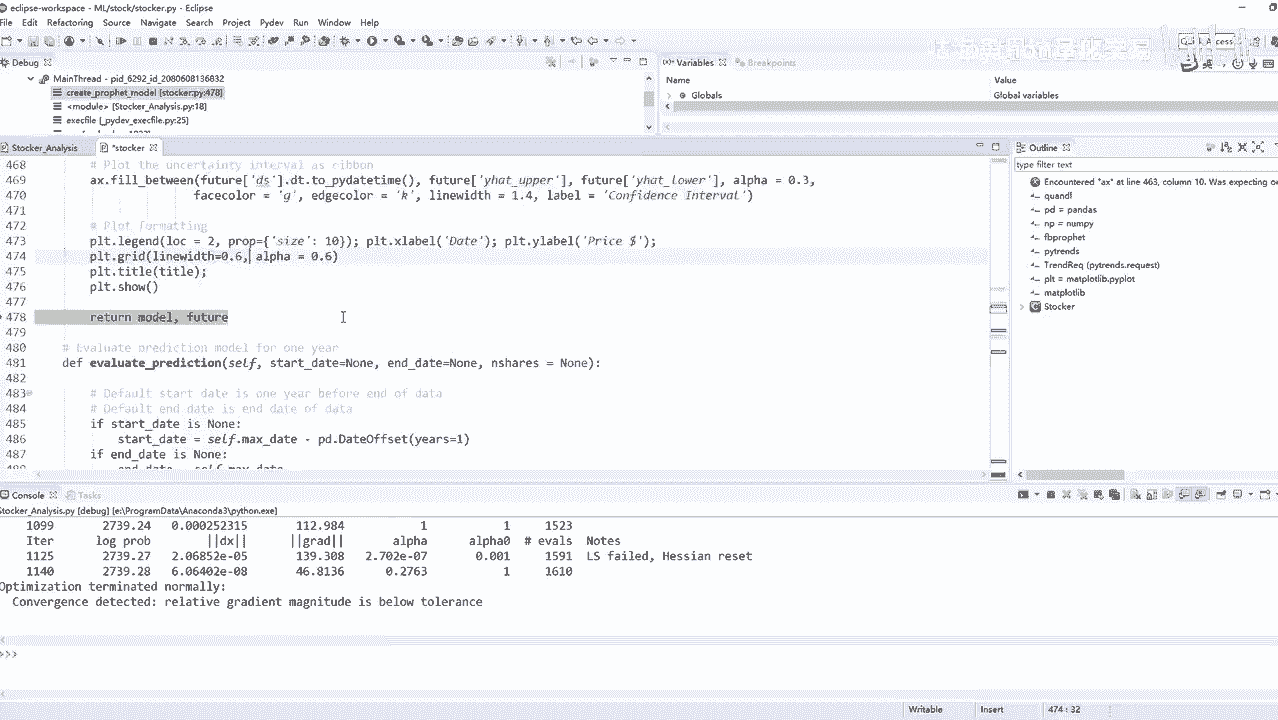 eclipse-workspace - ML/stock/stocker.py - Eclipse
File Edit Refactoring Source Navigate Search Project Pydev Run Window Help
Debug
MainThread - pid_6292_id_2080608136832
create_prophet_model [stocker.py:478]
<module> [Stocker_Analysis.py:18]
execfile [_pydev_execfile.py:25]
(x)= Variables
Breakpoints
Name Value
Globals Global variables
Stocker_Analysis
*stocker
468 # Plot the uncertainty interval as ribbon
469 ax.fill_between(future['ds'].dt.to_pydatetime(), future['yhat_upper'], future['yhat_lower'], alpha = 0.3,
470 facecolor = 'g', edgecolor = 'k', linewidth = 1.4, label = 'Confidence Interval')
471
472 # Plot formatting
473 plt.legend(loc = 2, prop={'size': 10}); plt.xlabel('Date'); plt.ylabel('Price $');
474 plt.grid(linewidth=0.6, alpha = 0.6)
475 plt.title(title);
476 plt.show()
477
478 return model, future
479
480 # Evaluate prediction model for one year
481 def evaluate_prediction(self, start_date=None, end_date=None, nshares = None):
482
483 # Default start date is one year before end of data
484 # Default end date is end date of data
485 if start_date is None:
486 start_date = self.max_date - pd.DateOffset(years=1)
487 if end_date is None:
488 end_date = self.max_date
Outline
type filter text
Encountered "ax" at line 463, column 10. Was expecting o
quandl
pd = pandas
np = numpy
fbprophet
pytrends
TrendReq (pytrends.request)
plt = matplotlib.pyplot
matplotlib
Stocker
Console
Tasks
Stocker_Analysis.py [debug] [e:\ProgramData\Anaconda3\python.exe]
1099 2739.24 0.000252315 112.984 1 1 1523
Iter log prob ||dx|| ||grad|| alpha alpha0 # evals Notes
1125 2739.27 2.06852e-05 139.308 2.702e-07 0.001 1591 LS failed, Hessian reset
1140 2739.28 6.06402e-08 46.8136 0.2763 1 1610
Optimization terminated normally:
Convergence detected: relative gradient magnitude is below tolerance
>>>
Writable Insert 474 : 32